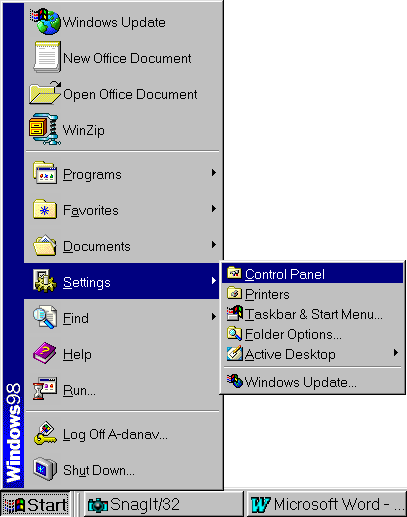 Windows Update
New Office Document
Open Office Document
WinZip
Programs
Favorites
Documents
Settings
Find
Help
Run...
Log Off A-danav...
Shut Down...
Windows98
Control Panel
Printers
Taskbar & Start Menu...
Folder Options...
Active Desktop
Windows Update...
Start
SnagIt/32
Microsoft Word - ...